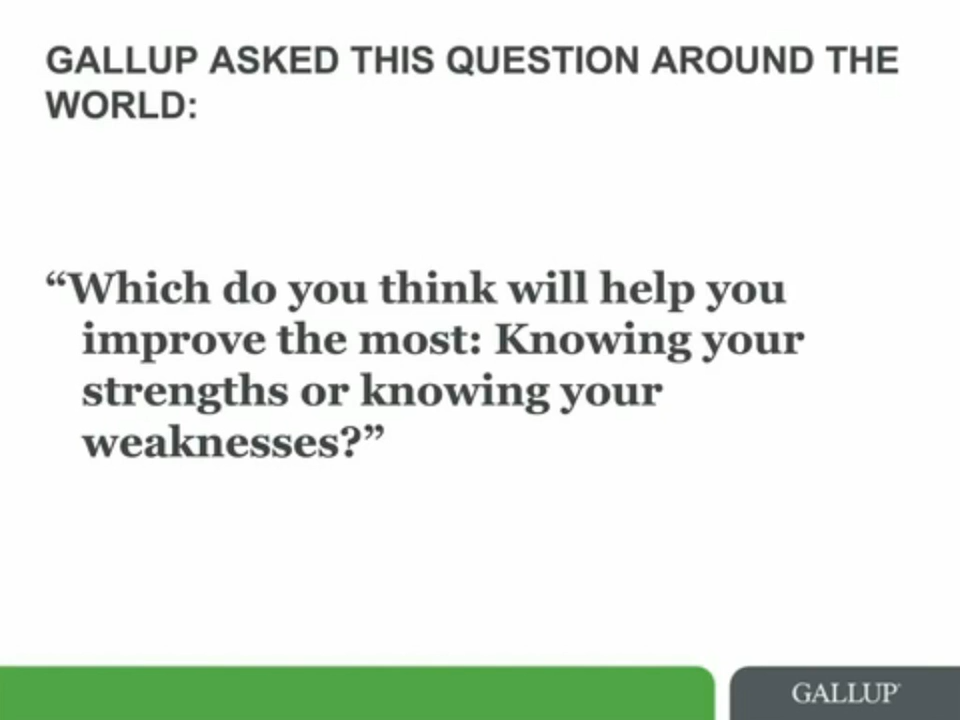 GALLUP ASKED THIS QUESTION AROUND THE
WORLD:
“Which do you think will help you
improve the most: Knowing your
strengths or knowing your
weaknesses?”
GALLUP®